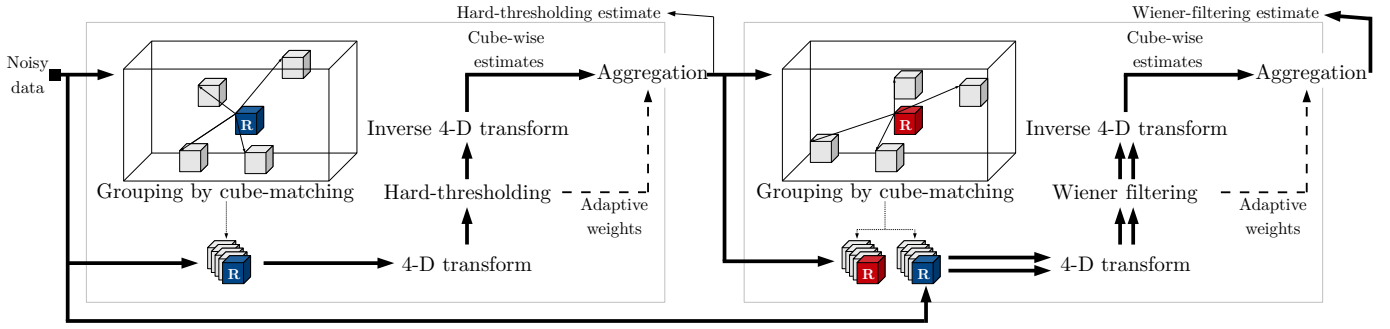 Hard-thresholding estimate
Wiener-filtering estimate
Noisy
data
Cube-wise
estimates
Aggregation
R
Inverse 4-D transform
Grouping by cube-matching
Hard-thresholding
Adaptive
weights
R
4-D transform
Cube-wise
estimates
Aggregation
R
Inverse 4-D transform
Grouping by cube-matching
Wiener filtering
Adaptive
weights
R
R
4-D transform